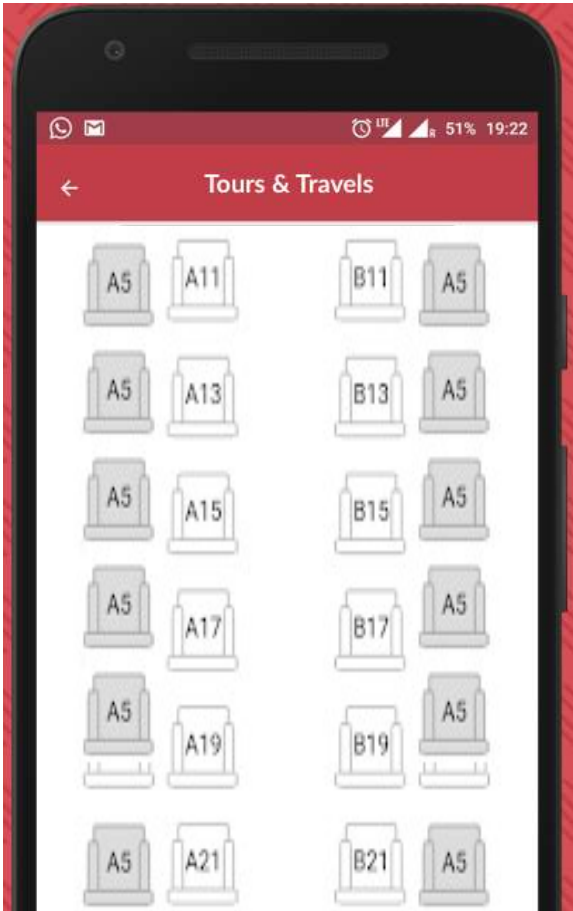 LTE R 51% 19:22
Tours & Travels
A5 A11 B11 A5
A5 A13 B13 A5
A5 A15 B15 A5
A5 A17 B17 A5
A5 A19 B19 A5
A5 A21 B21 A5